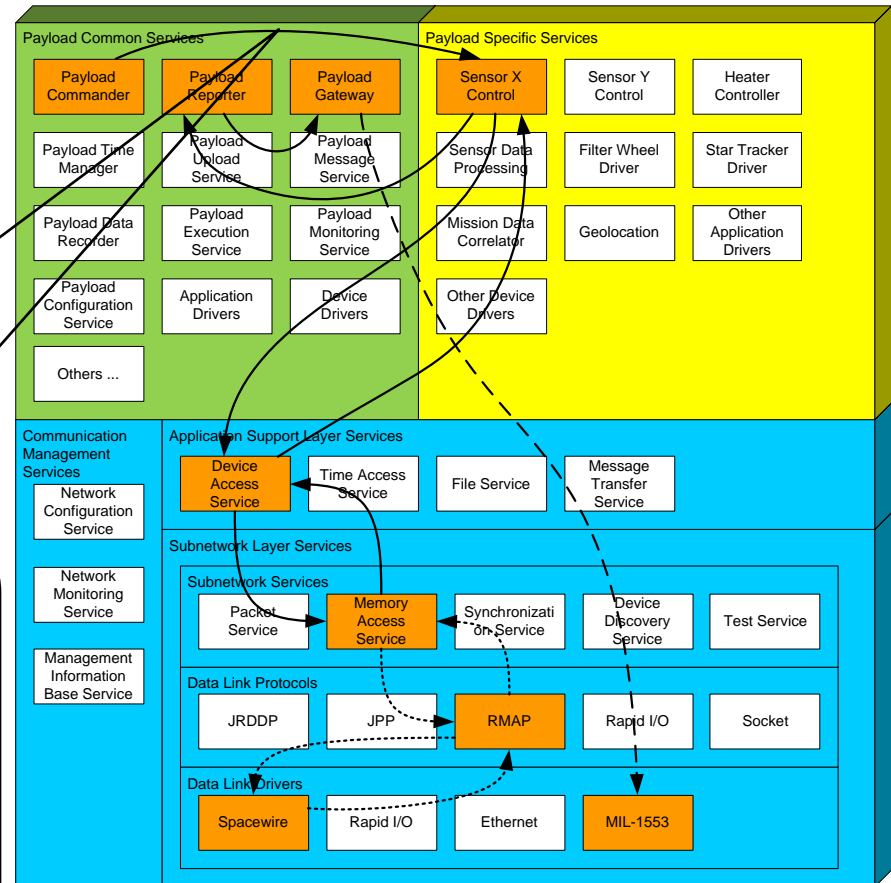 Payload Common Services
Payload Specific Services
Payload
Commander
Payload
Reporter
Payload
Gateway
Sensor X
Control
Sensor Y
Control
Heater
Controller
Payload Time
Manager
Payload
Upload
Service
Payload
Message
Service
Sensor Data
Processing
Filter Wheel
Driver
Star Tracker
Driver
Payload Data
Recorder
Payload
Execution
Service
Payload
Monitoring
Service
Mission Data
Correlator
Geolocation
Other
Application
Drivers
Payload
Configuration
Service
Application
Drivers
Device
Drivers
Other Device
Drivers
Others ...
Communication
Management
Services
Network
Configuration
Service
Network
Monitoring
Service
Management
Information
Base Service
Application Support Layer Services
Device
Access
Service
Time Access
Service
File Service
Message
Transfer
Service
Subnetwork Layer Services
Subnetwork Services
Packet
Service
Memory
Access
Service
Synchronizati
on Service
Device
Discovery
Service
Test Service
Data Link Protocols
JRDDP
JPP
RMAP
Rapid I/O
Socket
Data Link Drivers
Spacewire
Rapid I/O
Ethernet
MIL-1553